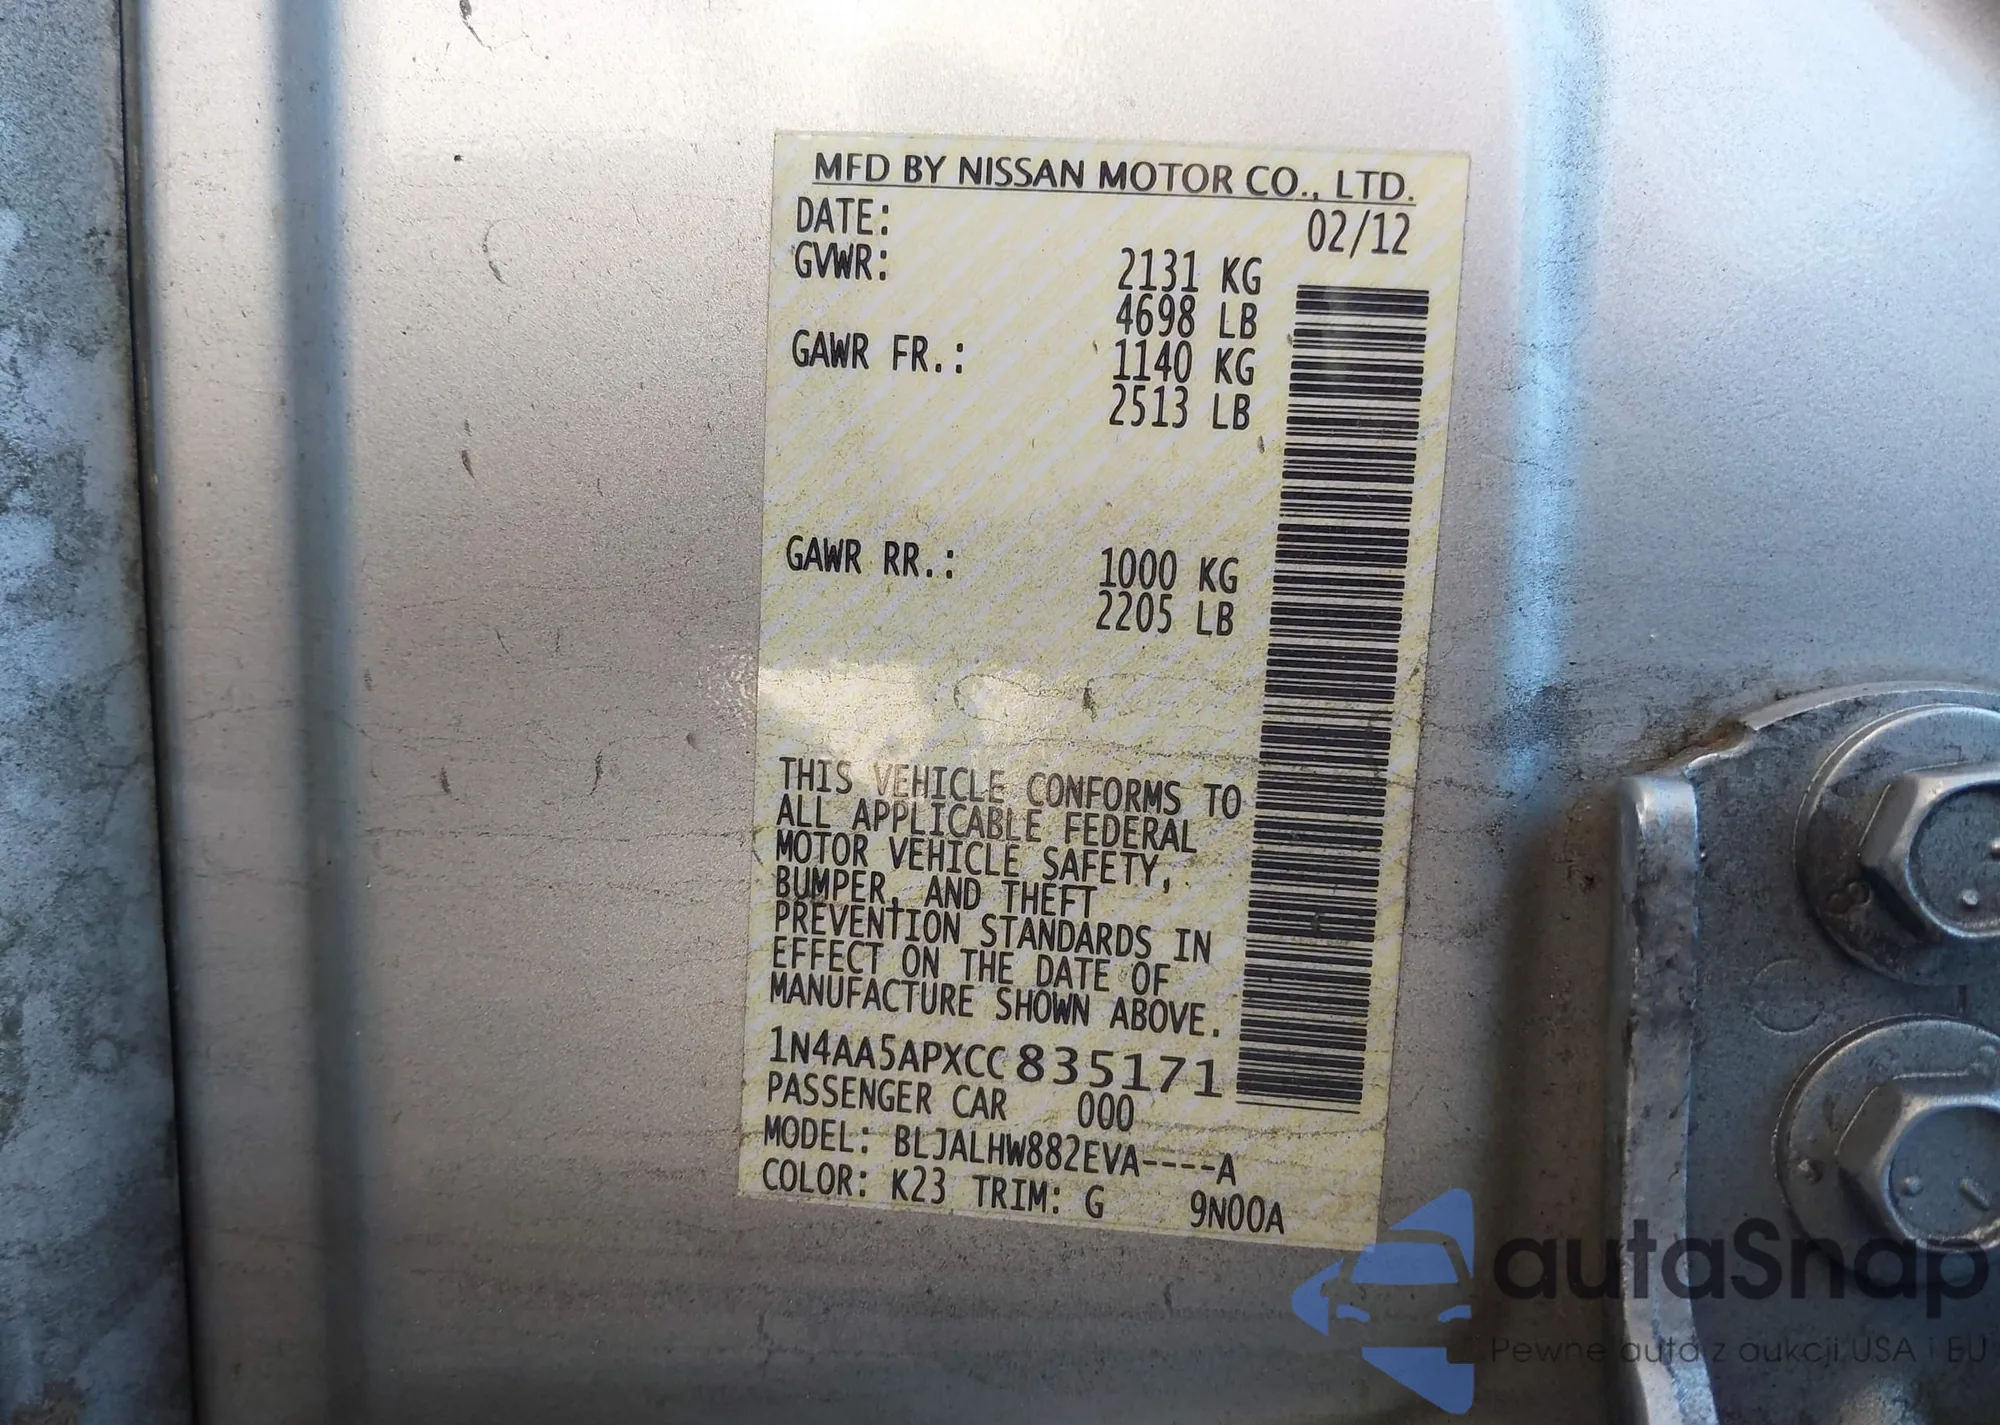 MFD BY NISSAN MOTOR CO., LTD.
DATE: 02/12
GVWR: 2131 KG
4698 LB
GAWR FR.: 1140 KG
2513 LB
GAWR RR.: 1000 KG
2205 LB
THIS VEHICLE CONFORMS TO
ALL APPLICABLE FEDERAL
MOTOR VEHICLE SAFETY,
BUMPER, AND THEFT
PREVENTION STANDARDS IN
EFFECT ON THE DATE OF
MANUFACTURE SHOWN ABOVE.
1N4AA5APXCC835171
PASSENGER CAR 000
MODEL: BLJALHW882EVA----A
COLOR: K23 TRIM: G 9N00A
autaSnap
Pewne auta z aukcji USA i EU